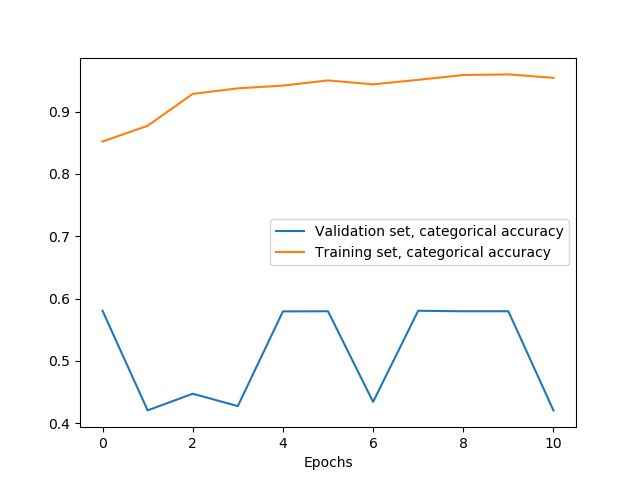 0.9
0.8
0.7
0.6
0.5
0.4
Validation set, categorical accuracy
Training set, categorical accuracy
0 2 4 6 8 10
Epochs